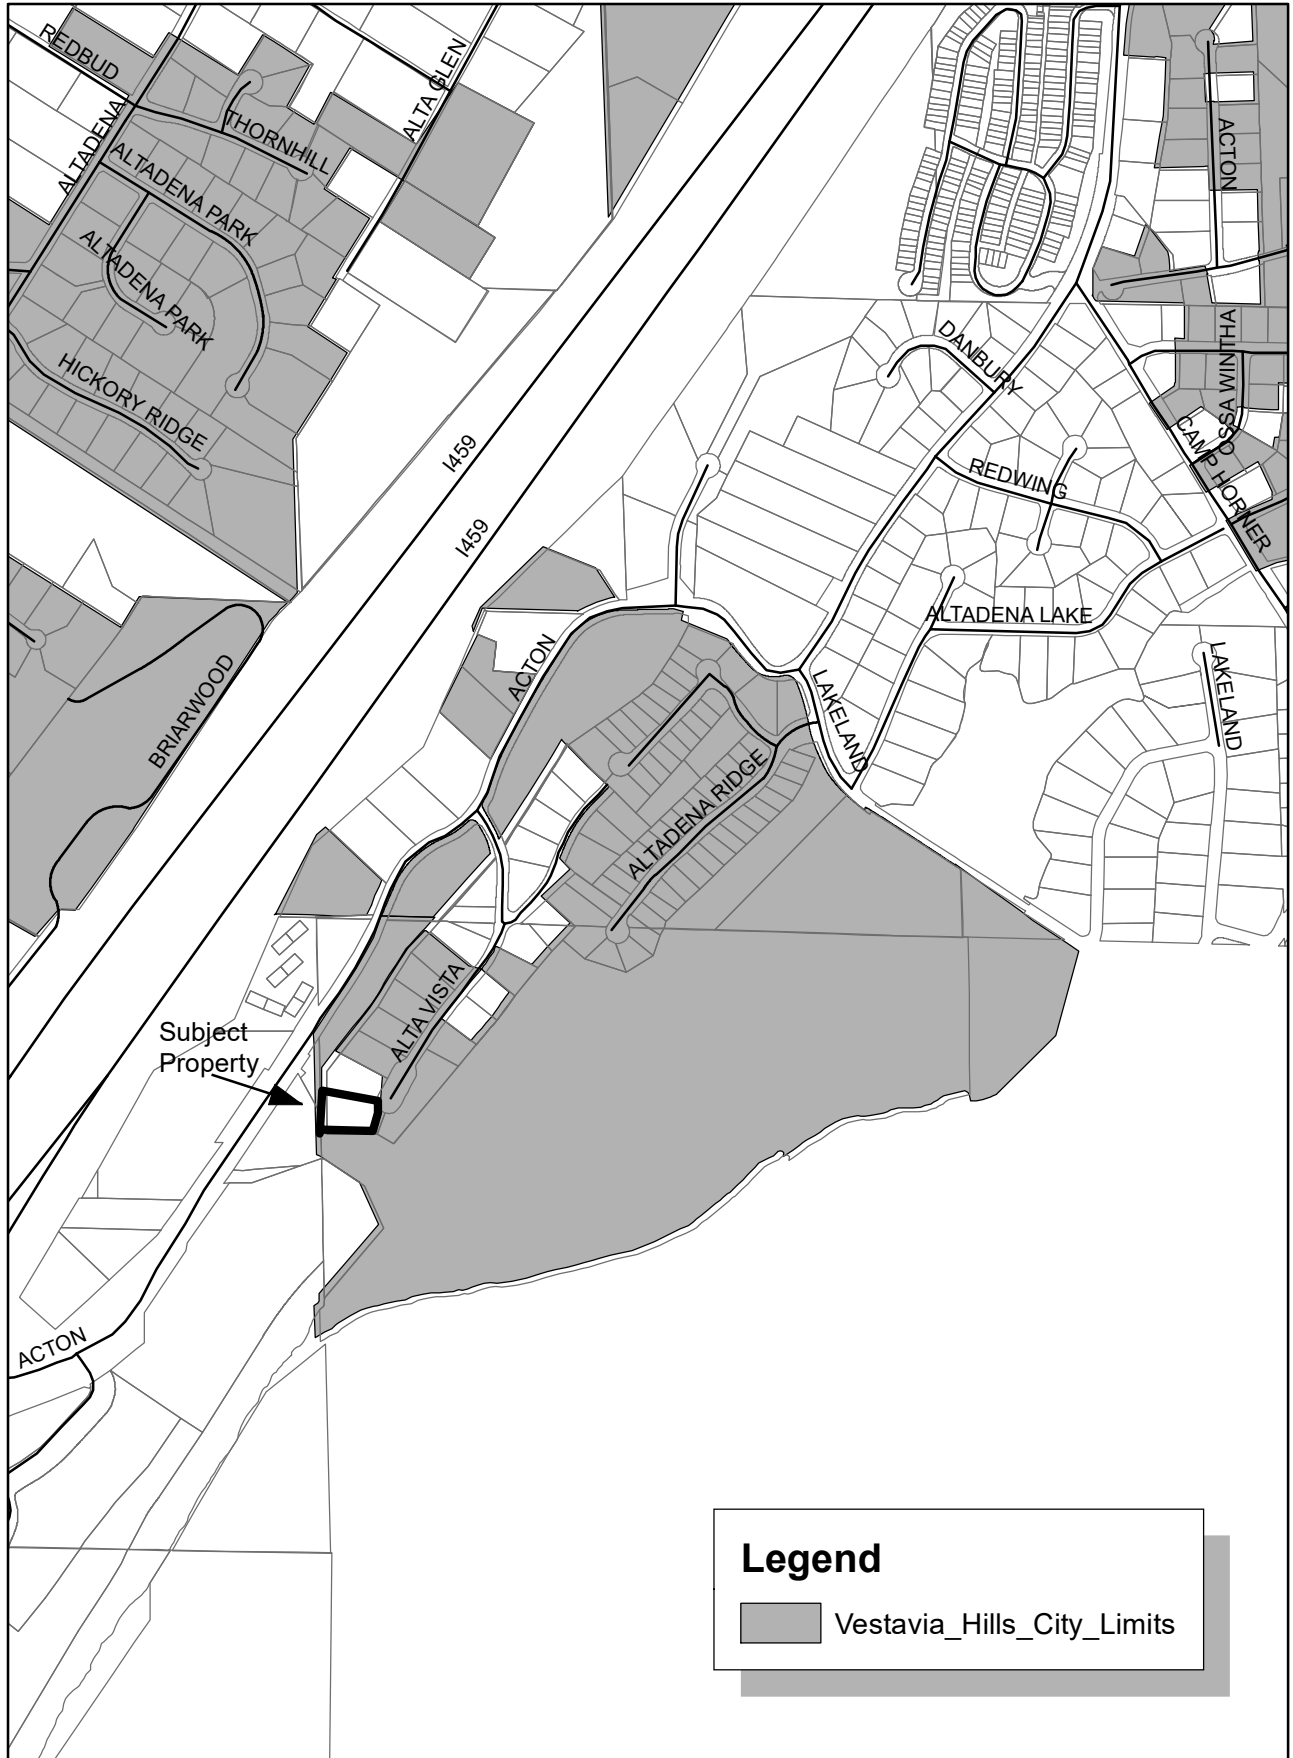 REDBUD
ALTADENA
ALTA GLEN
THORNHILL
ALTADENA PARK
ALTADENA PARK
HICKORY RIDGE
I459
I459
BRIARWOOD
ACTON
DANBURY
REDWING
ACTON
OSSA WINTHA
CAMP HORNER
ALTADENA LAKE
LAKELAND
LAKELAND
ALTADENA RIDGE
ALTA VISTA
Subject
Property
ACTON
Legend
Vestavia_Hills_City_Limits